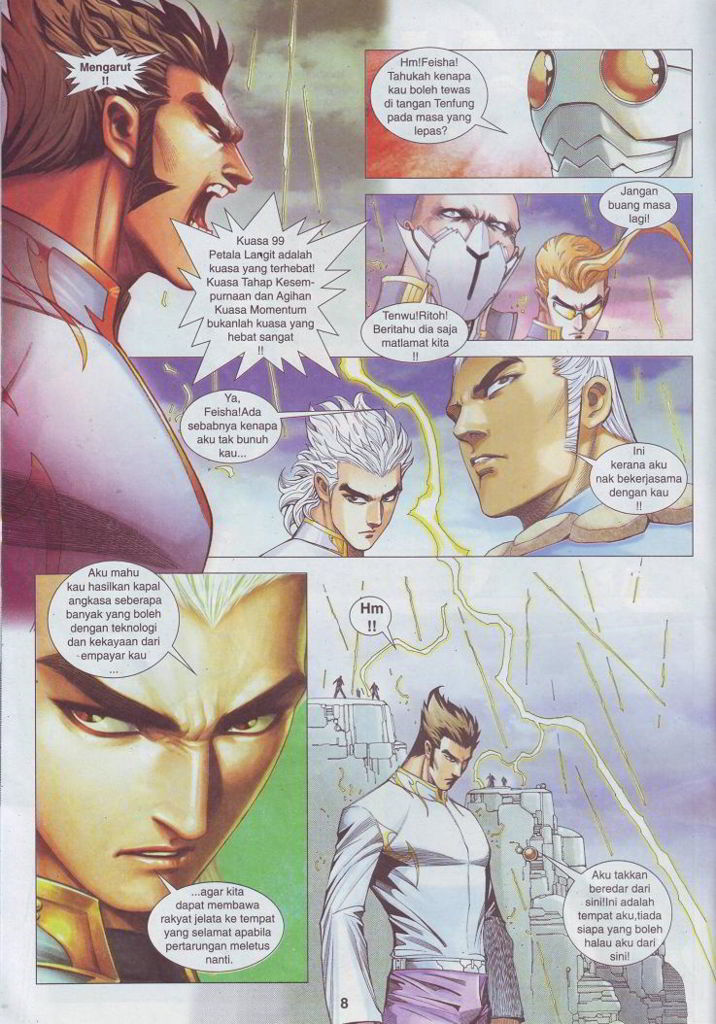 Mengarut
!!
Hm!Feisha!
Tahukah kenapa
kau boleh tewas
di tangan Tenfung
pada masa yang
lepas?
Kuasa 99
Petala Langit adalah
kuasa yang terhebat!
Kuasa Tahap Kesem-
purnaan dan Agihan
Kuasa Momentum
bukanlah kuasa yang
hebat sangat
!!
Jangan
buang masa
lagi!
Tenwu!Ritoh!
Beritahu dia saja
matlamat kita
!!
Ya,
Feisha!Ada
sebabnya kenapa
aku tak bunuh
kau...
Ini
kerana aku
nak bekerjasama
dengan kau
!!
Aku mahu
kau hasilkan kapal
angkasa seberapa
banyak yang boleh
dengan teknologi
dan kekayaan dari
empayar kau
...
...agar kita
dapat membawa
rakyat jelata ke tempat
yang selamat apabila
pertarungan meletus
nanti.
Hm
!!
Aku takkan
beredar dari
sini!Ini adalah
tempat aku,tiada
siapa yang boleh
halau aku dari
sini!
8